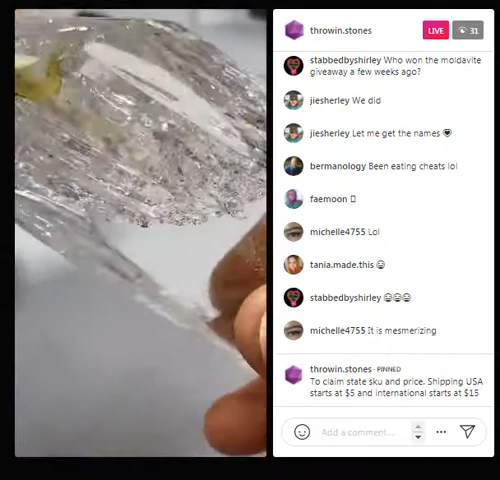 throwin.stones
LIVE
31
stabbedbyshirley Who won the moldavite
giveaway a few weeks ago?
jiesherley We did
jiesherley Let me get the names
bermanology Been eating cheats lol
faemoon
michelle4755 Lol
tania.made.this
stabbedbyshirley
michelle4755 It is mesmerizing
throwin.stones · PINNED
To claim state sku and price. Shipping USA
starts at $5 and international starts at $15
Add a comment...